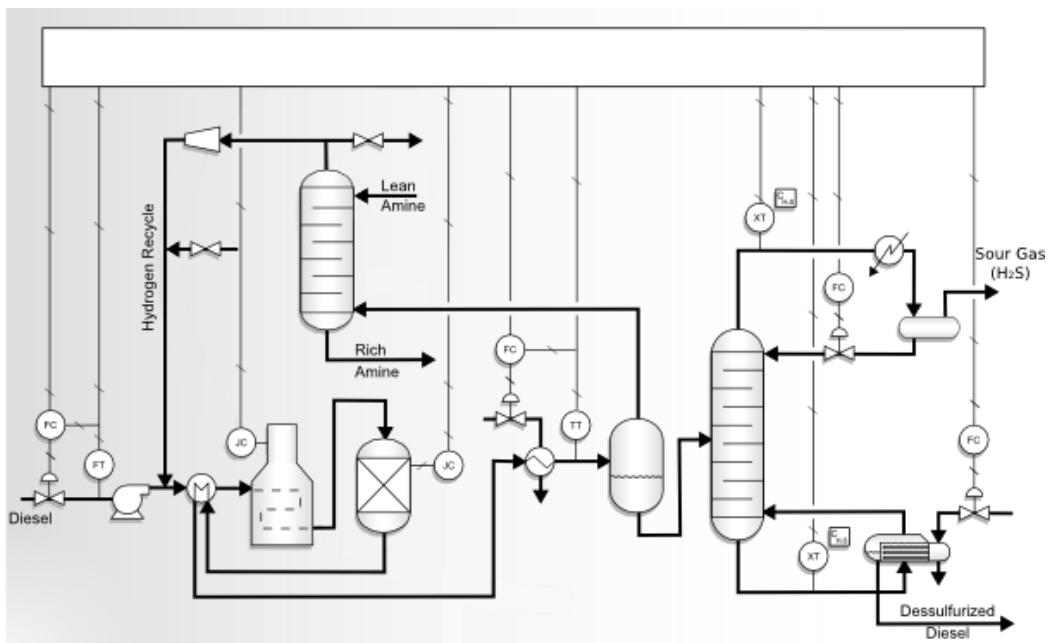 Lean
Amine
Hydrogen Recycle
XT
Sour Gas
(H₂S)
FC
Rich
Amine
FC
FC
JC
JC
TT
FC
FT
Diesel
XT
Dessulfurized
Diesel